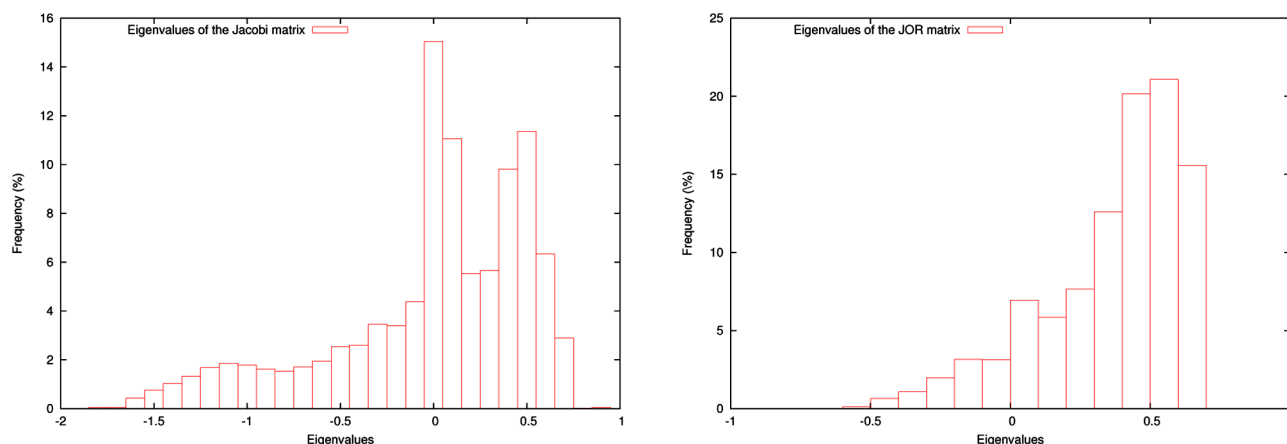 Eigenvalues of the Jacobi matrix
16
14
12
10
8
6
4
2
0
Frequency (%)
-2 -1.5 -1 -0.5 0 0.5 1
Eigenvalues
Eigenvalues of the JOR matrix
25
20
15
10
5
0
Frequency (\%)
-1 -0.5 0 0.5
Eigenvalues